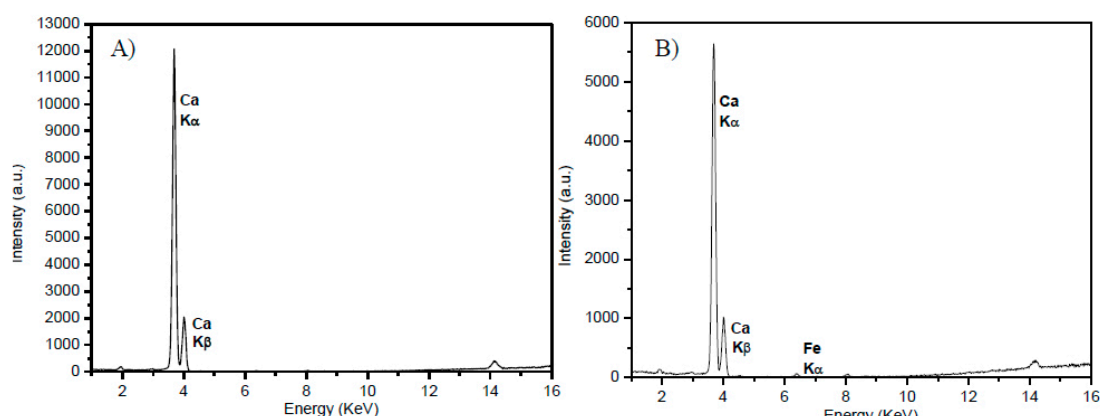 A)
13000
12000
11000
10000
9000
8000
7000
6000
5000
4000
3000
2000
1000
0
Intensity (a.u.)
Ca
Kα
Ca
Kβ
2 4 6 8 10 12 14 16
Energy (KeV)
B)
6000
5000
4000
3000
2000
1000
0
Intensity (a.u.)
Ca
Kα
Ca
Kβ
Fe
Kα
2 4 6 8 10 12 14 16
Energy (KeV)